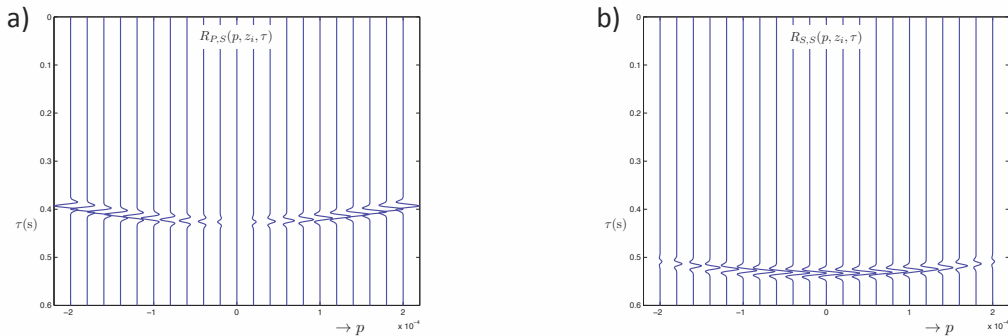 a)
R_{P,S}(p, z_i, τ)
0
0.1
0.2
0.3
0.4
τ(s)
0.5
0.6
−2
−1
0
1
2
→ p
x 10⁻⁴
b)
R_{S,S}(p, z_i, τ)
0
0.1
0.2
0.3
0.4
τ(s)
0.5
0.6
−2
−1
0
1
2
→ p
x 10⁻⁴